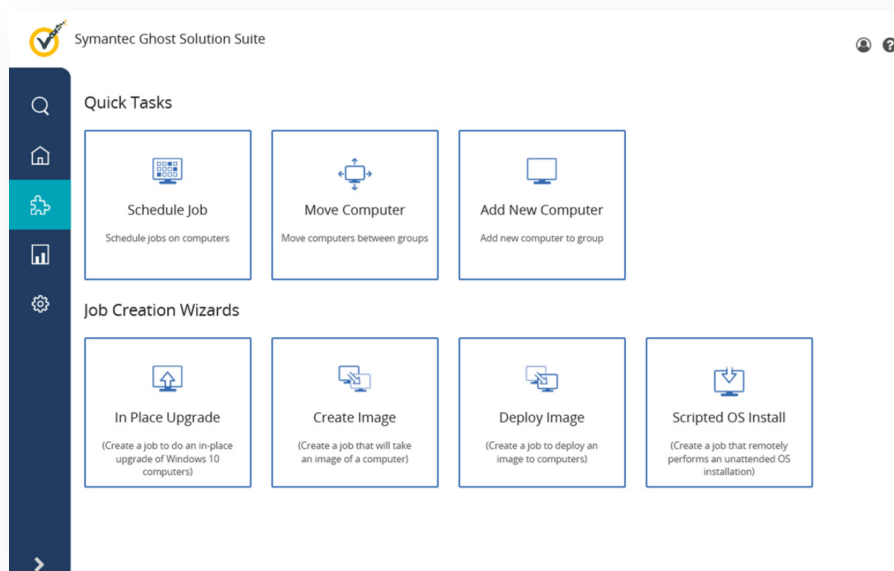 Symantec Ghost Solution Suite
Quick Tasks
Schedule Job
Schedule jobs on computers
Move Computer
Move computers between groups
Add New Computer
Add new computer to group
Job Creation Wizards
In Place Upgrade
(Create a job to do an in-place
upgrade of Windows 10
computers)
Create Image
(Create a job that will take
an image of a computer)
Deploy Image
(Create a job to deploy an
image to computers)
Scripted OS Install
(Create a job that remotely
performs an unattended OS
installation)